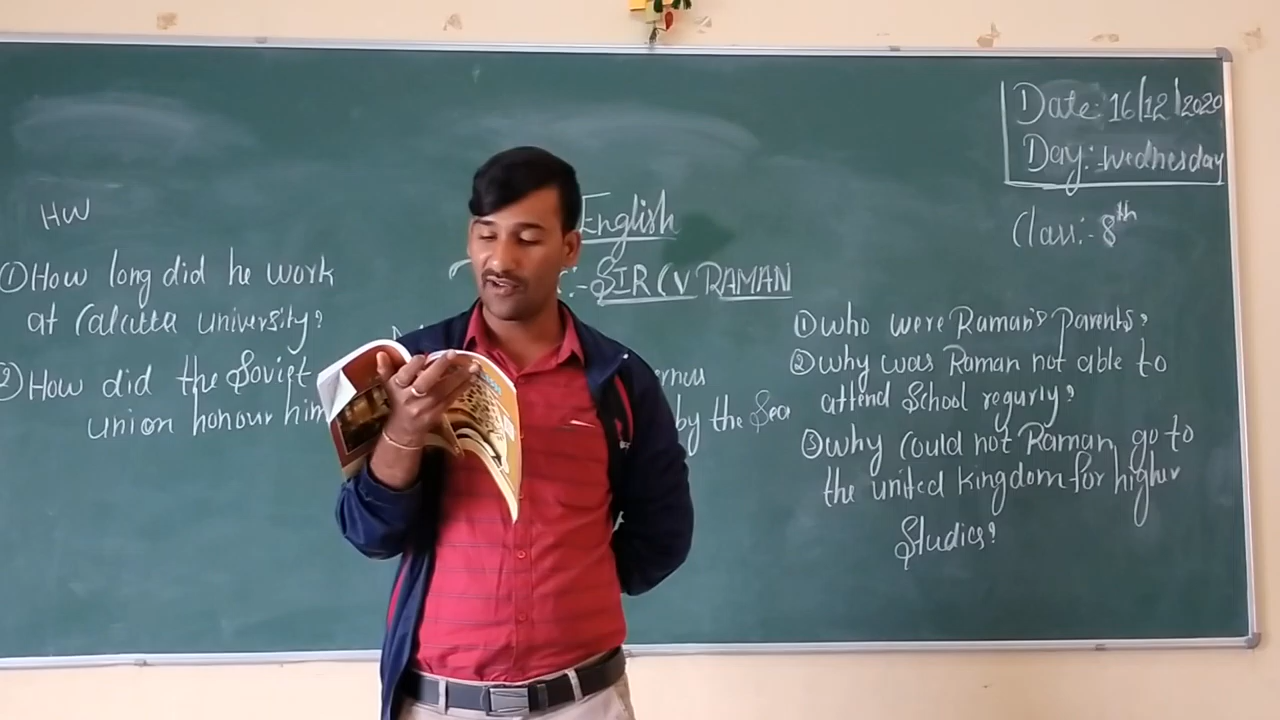 Date:- 16/12/2020
Day:- Wednesday
Class:- 8th
English
:- SIR CV RAMAN
HW
① How long did he work
at Calcutta university?
② How did the Soviet
union honour him
by the Sea
① who were Raman's Parents?
② why was Raman not able to
attend School regurly?
③ why could not Raman go to
the united kingdom for higher
Studies?